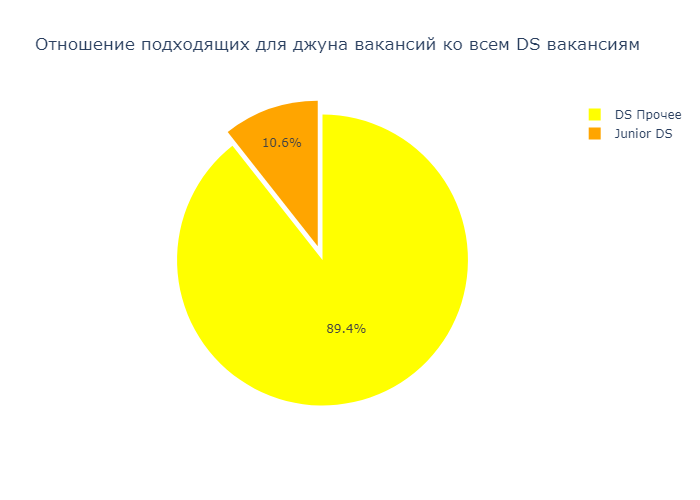 Отношение подходящих для джуна вакансий ко всем DS вакансиям
DS Прочее
Junior DS
10.6%
89.4%